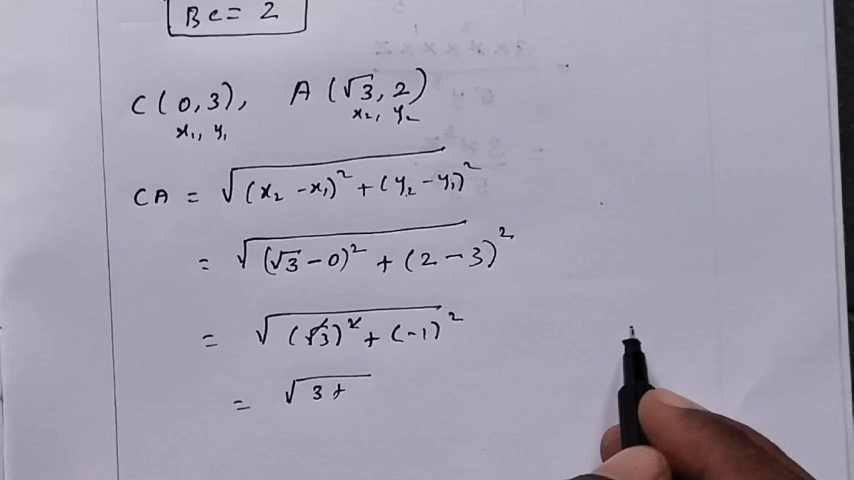 BC = 2
C(0,3), A(√3, 2)
x₁, y₁ x₂, y₂
CA = √(x₂ - x₁)² + (y₂ - y₁)²
= √(√3 - 0)² + (2 - 3)²
= √(√3)² + (-1)²
= √3 +